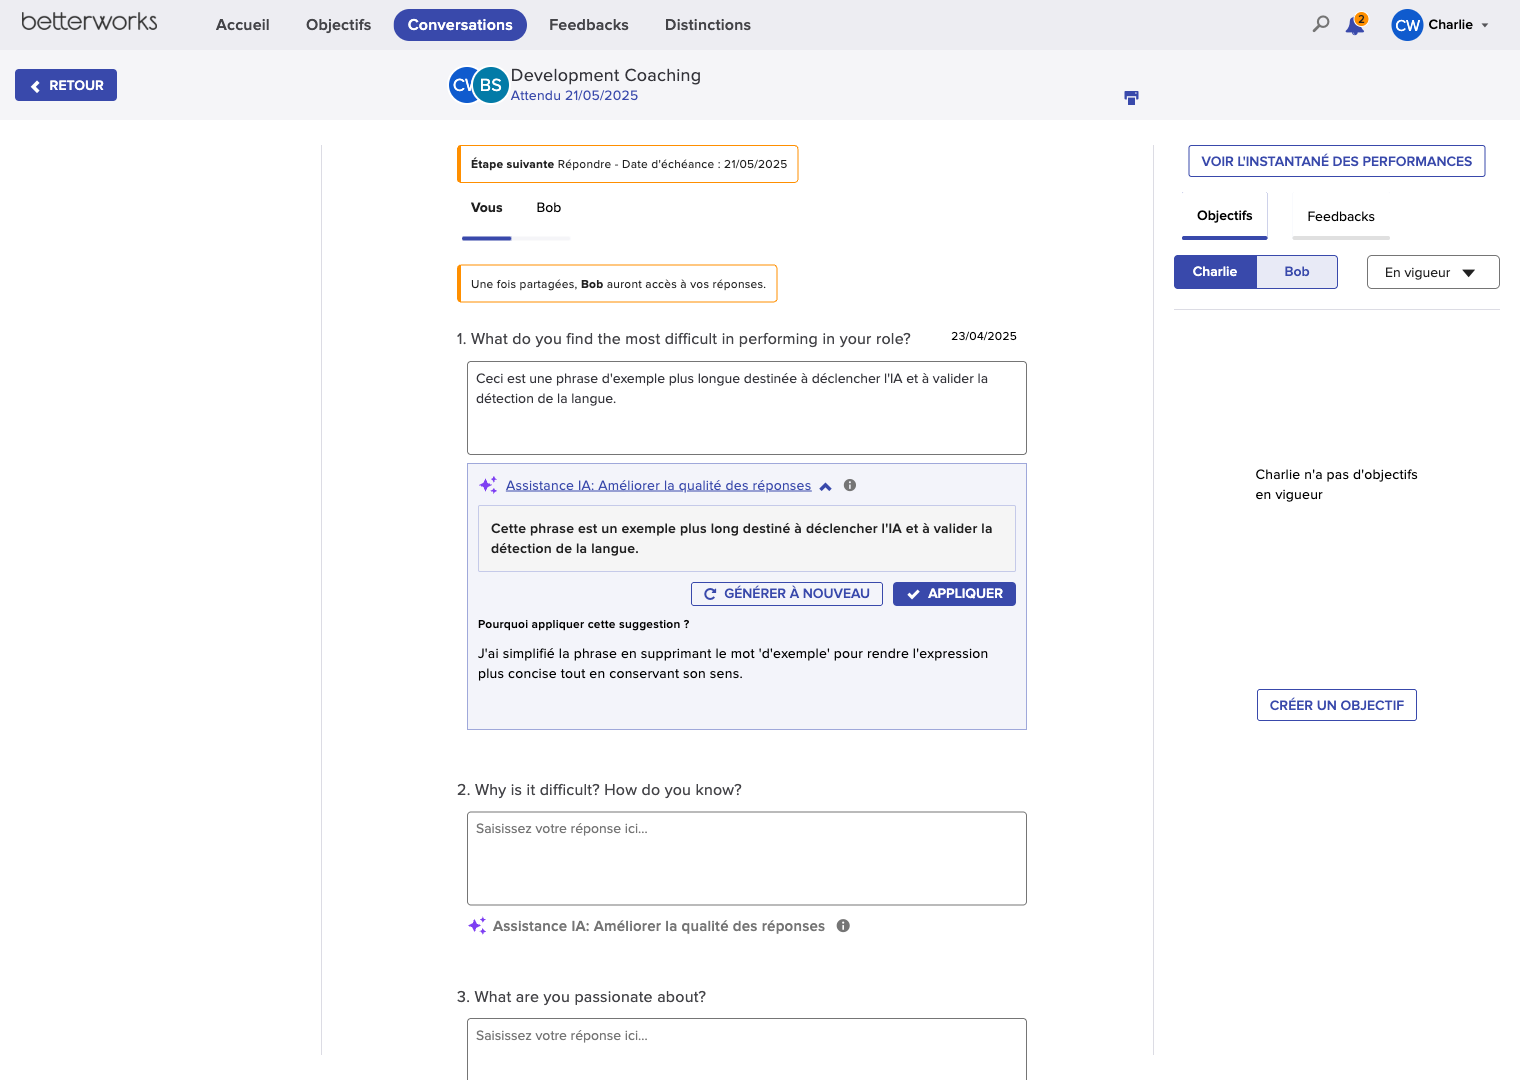 betterworks
Accueil
Objectifs
Conversations
Feedbacks
Distinctions
2
CW
Charlie
RETOUR
BS
Development Coaching
Attendu 21/05/2025
Étape suivante Répondre - Date d'échéance : 21/05/2025
Vous
Bob
Une fois partagées, Bob auront accès à vos réponses.
1. What do you find the most difficult in performing in your role?
23/04/2025
Ceci est une phrase d'exemple plus longue destinée à déclencher l'IA et à valider la
détection de la langue.
Assistance IA: Améliorer la qualité des réponses
Cette phrase est un exemple plus long destiné à déclencher l'IA et à valider la
détection de la langue.
GÉNÉRER À NOUVEAU
APPLIQUER
Pourquoi appliquer cette suggestion ?
J'ai simplifié la phrase en supprimant le mot 'd'exemple' pour rendre l'expression
plus concise tout en conservant son sens.
2. Why is it difficult? How do you know?
Saisissez votre réponse ici...
Assistance IA: Améliorer la qualité des réponses
3. What are you passionate about?
Saisissez votre réponse ici...
VOIR L'INSTANTANÉ DES PERFORMANCES
Objectifs
Feedbacks
Charlie
Bob
En vigueur
Charlie n'a pas d'objectifs
en vigueur
CRÉER UN OBJECTIF